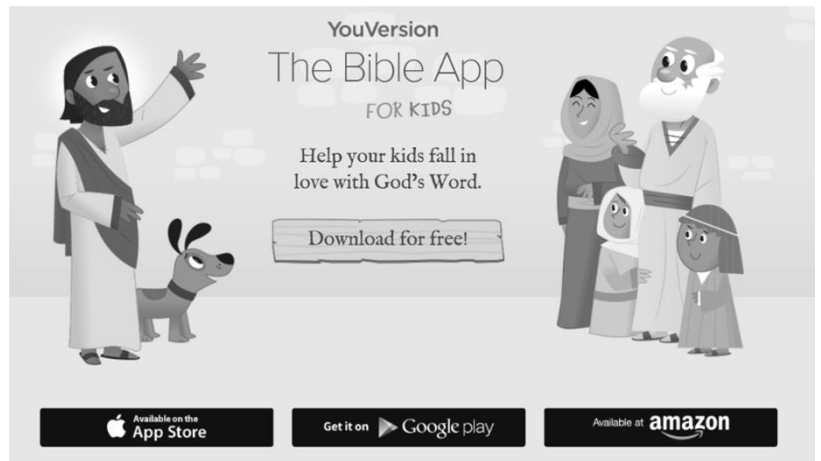 YouVersion
The Bible App
FOR KIDS
Help your kids fall in
love with God's Word.
Download for free!
Available on the
App Store
Get it on Google play
Available at amazon